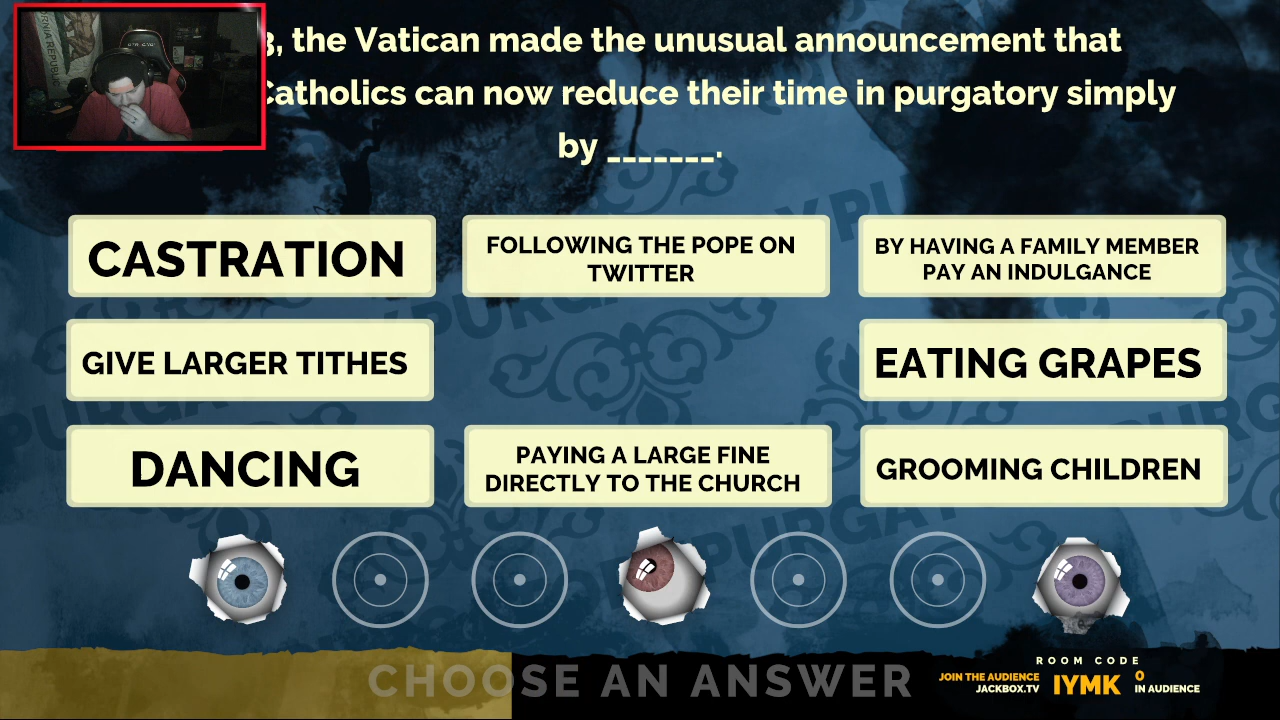 3, the Vatican made the unusual announcement that
Catholics can now reduce their time in purgatory simply
by _______.
CASTRATION
FOLLOWING THE POPE ON
TWITTER
BY HAVING A FAMILY MEMBER
PAY AN INDULGANCE
GIVE LARGER TITHES
EATING GRAPES
DANCING
PAYING A LARGE FINE
DIRECTLY TO THE CHURCH
GROOMING CHILDREN
CHOOSE AN ANSWER
ROOM CODE
JOIN THE AUDIENCE
JACKBOX.TV
IYMK
0
IN AUDIENCE